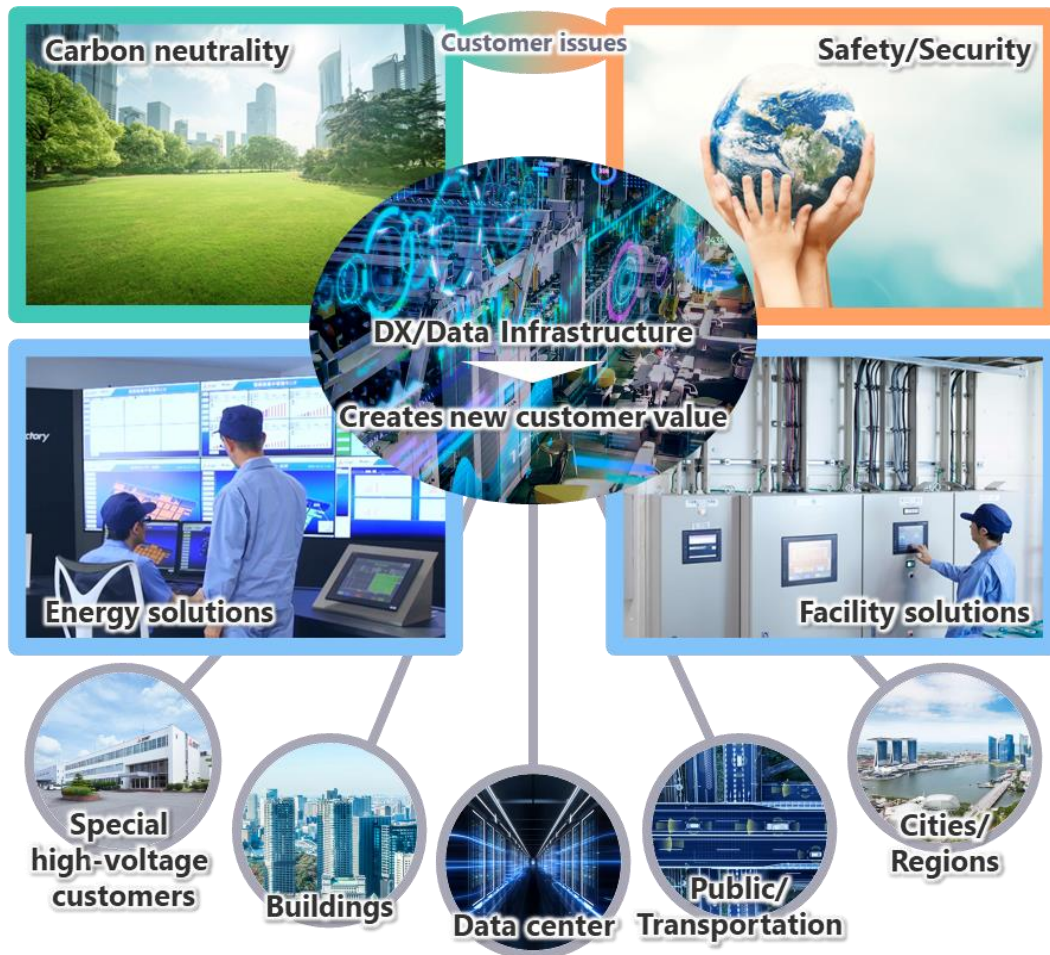 Customer issues
Carbon neutrality
Safety/Security
DX/Data Infrastructure
Creates new customer value
ctory
Energy solutions
Facility solutions
Special
high-voltage
customers
Buildings
Data center
Public/
Transportation
Cities/
Regions